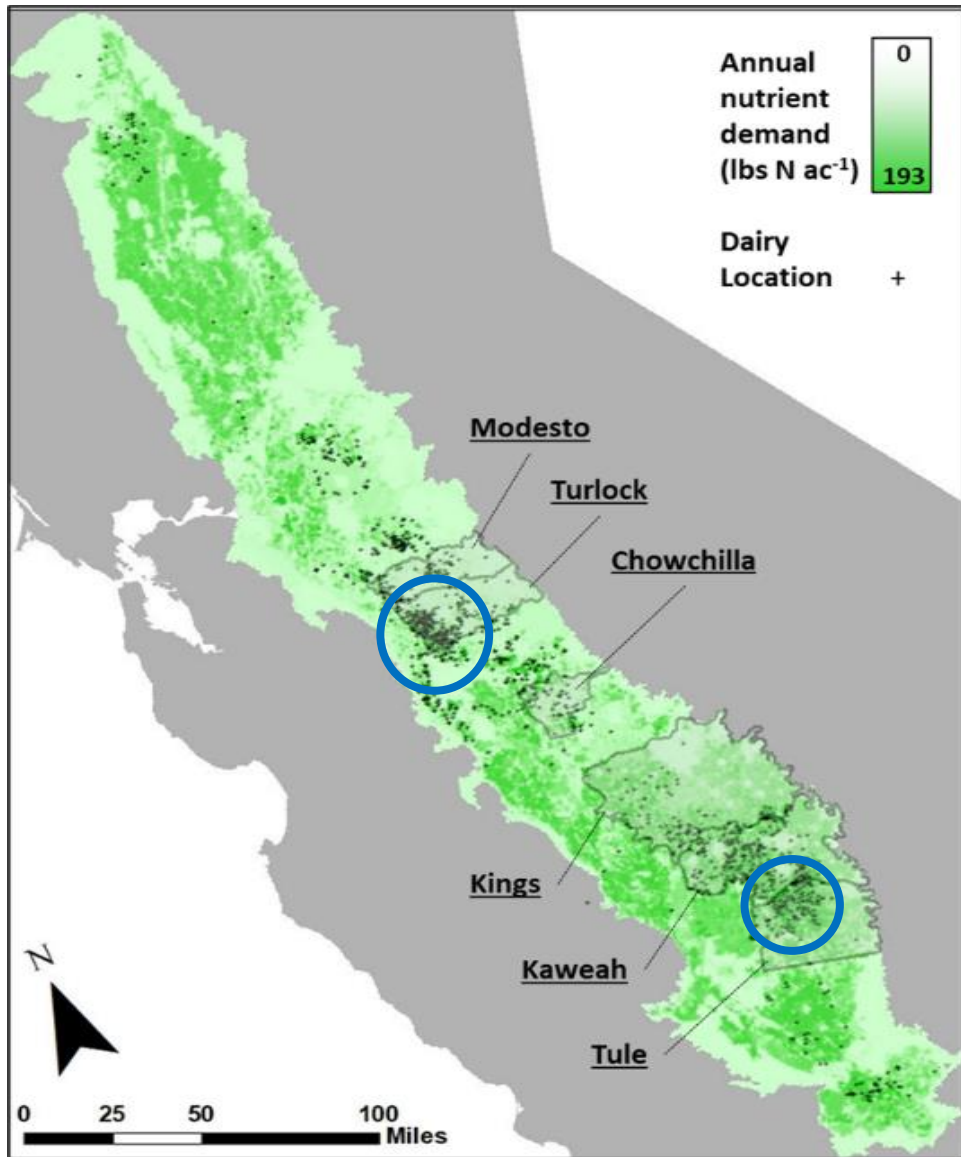 Annual
nutrient
demand
(lbs N ac⁻¹)
0
193
Dairy
Location +
Modesto
Turlock
Chowchilla
Kings
Kaweah
Tule
N
0 25 50 100
Miles